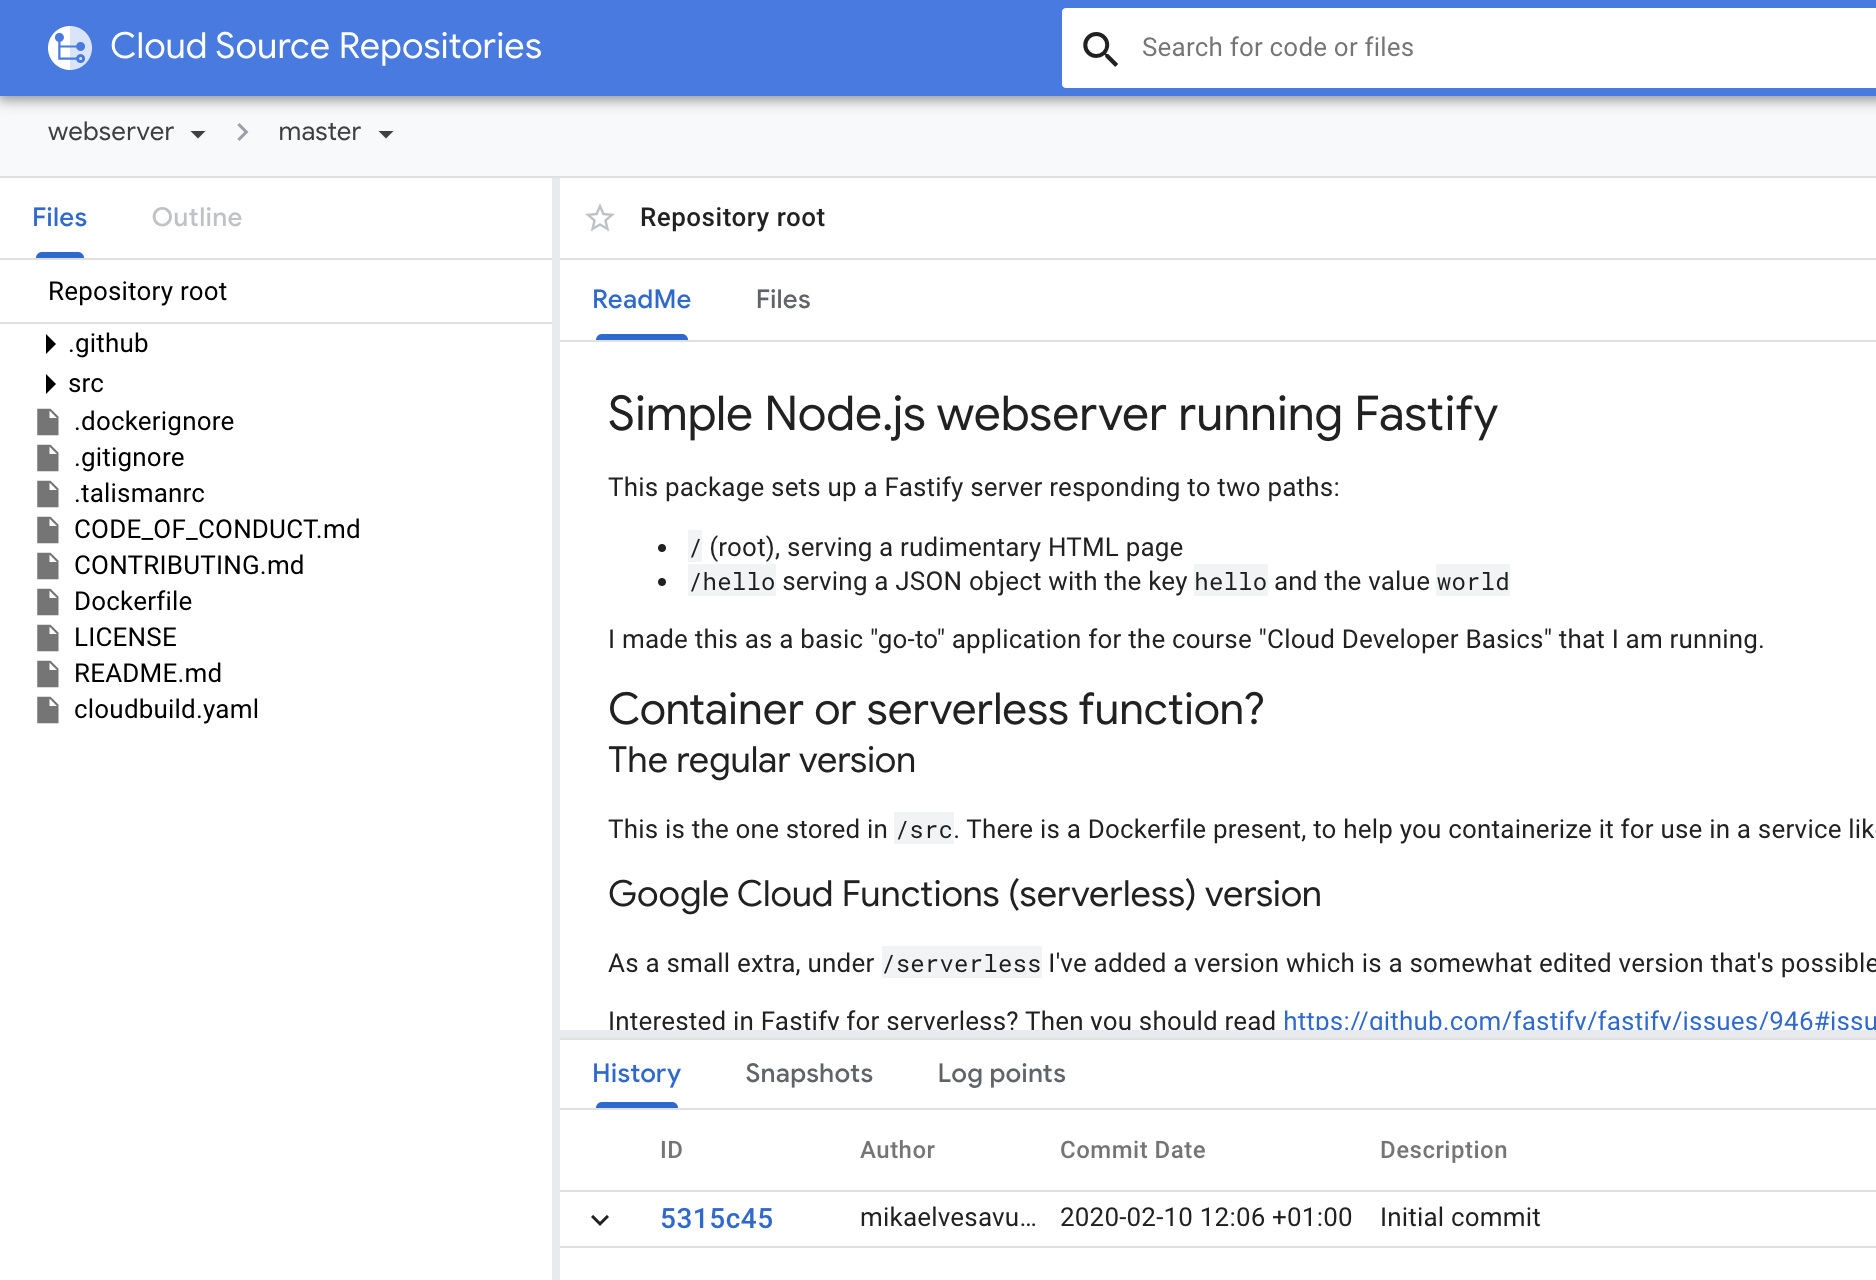 Cloud Source Repositories
Search for code or files
webserver master
Files Outline
Repository root
.github
src
.dockerignore
.gitignore
.talismanrc
CODE_OF_CONDUCT.md
CONTRIBUTING.md
Dockerfile
LICENSE
README.md
cloudbuild.yaml
Repository root
ReadMe Files
Simple Node.js webserver running Fastify
This package sets up a Fastify server responding to two paths:
• / (root), serving a rudimentary HTML page
• /hello serving a JSON object with the key hello and the value world
I made this as a basic "go-to" application for the course "Cloud Developer Basics" that I am running.
Container or serverless function?
The regular version
This is the one stored in /src. There is a Dockerfile present, to help you containerize it for use in a service lik
Google Cloud Functions (serverless) version
As a small extra, under /serverless I've added a version which is a somewhat edited version that's possible
Interested in Fastify for serverless? Then you should read https://github.com/fastify/fastify/issues/946#issu
History Snapshots Log points
ID Author Commit Date Description
5315c45 mikaelvesavu... 2020-02-10 12:06 +01:00 Initial commit